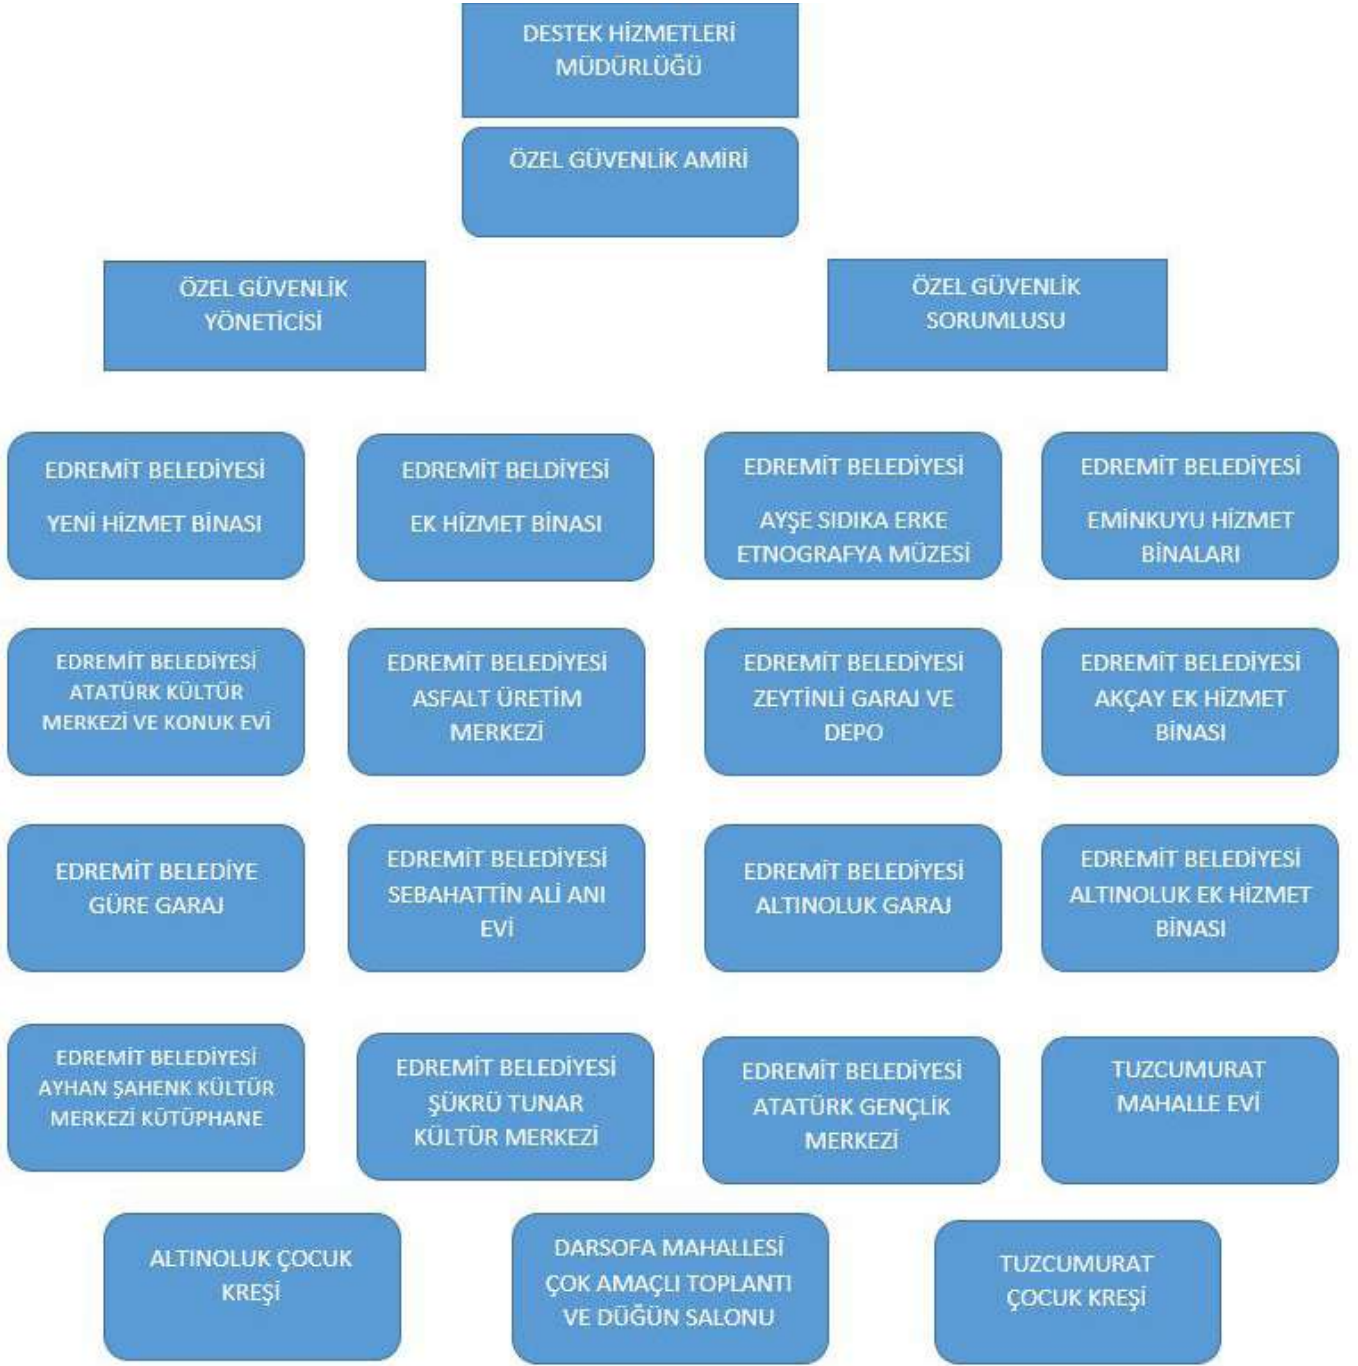 DESTEK HİZMETLERİ
MÜDÜRLÜĞÜ
ÖZEL GÜVENLİK AMİRİ
ÖZEL GÜVENLİK
YÖNETİCİSİ
ÖZEL GÜVENLİK
SORUMLUSU
EDREMİT BELEDİYESİ
YENİ HİZMET BİNASI
EDREMİT BELDİYESİ
EK HİZMET BİNASI
EDREMİT BELEDİYESİ
AYŞE SIDIKA ERKE
ETNOGRAFYA MÜZESİ
EDREMİT BELEDİYESİ
EMİNKUYU HİZMET
BİNALARI
EDREMİT BELEDİYESİ
ATATÜRK KÜLTÜR
MERKEZİ VE KONUK EVİ
EDREMİT BELEDİYESİ
ASFALT ÜRETİM
MERKEZİ
EDREMİT BELEDİYESİ
ZEYTİNLİ GARAJ VE
DEPO
EDREMİT BELEDİYESİ
AKÇAY EK HİZMET
BİNASI
EDREMİT BELEDİYE
GÜRE GARAJ
EDREMİT BELEDİYESİ
SEBAHATTİN ALİ ANI
EVİ
EDREMİT BELEDİYESİ
ALTINOLUK GARAJ
EDREMİT BELEDİYESİ
ALTINOLUK EK HİZMET
BİNASI
EDREMİT BELEDİYESİ
AYHAN ŞAHENK KÜLTÜR
MERKEZİ KÜTÜPHANE
EDREMİT BELEDİYESİ
ŞÜKRÜ TUNAR
KÜLTÜR MERKEZİ
EDREMİT BELEDİYESİ
ATATÜRK GENÇLİK
MERKEZİ
TUZCUMURAT
MAHALLE EVİ
ALTINOLUK ÇOCUK
KREŞİ
DARSOFA MAHALLESİ
ÇOK AMAÇLI TOPLANTI
VE DÜĞÜN SALONU
TUZCUMURAT
ÇOCUK KREŞİ